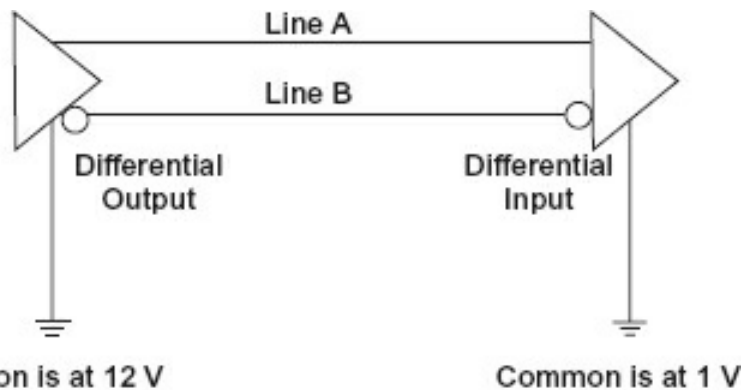 Line A
Line B
Differential
Output
Differential
Input
on is at 12 V
Common is at 1 V